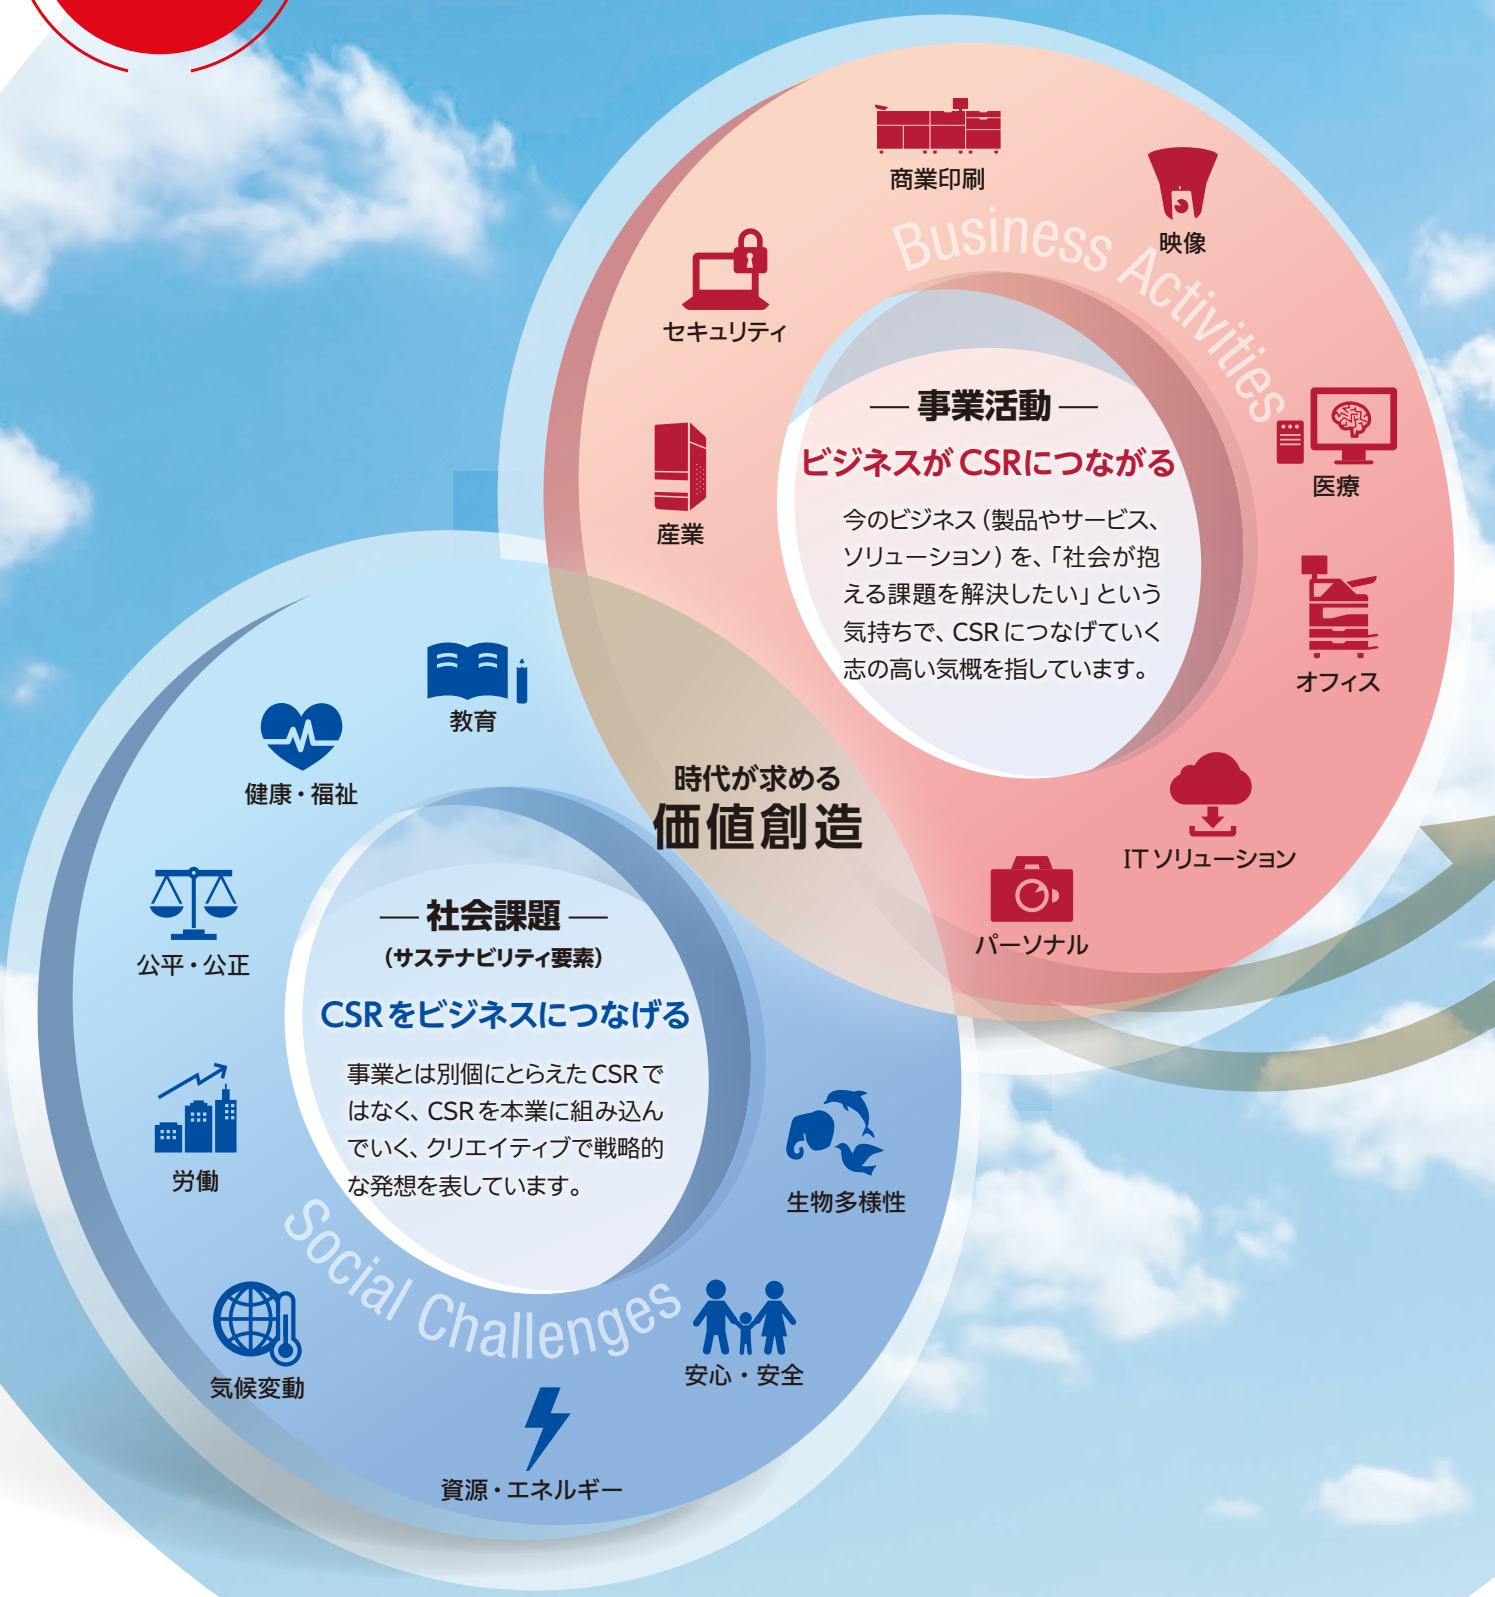 商業印刷
映像
セキュリティ
Business Activities
医療
産業
オフィス
ITソリューション
パーソナル
事業活動
ビジネスがCSRにつながる
今のビジネス(製品やサービス、
ソリューション)を、「社会が抱
える課題を解決したい」という
気持ちで、CSRにつなげていく
志の高い気概を指しています。
時代が求める
価値創造
教育
健康・福祉
公平・公正
労働
気候変動
資源・エネルギー
安心・安全
生物多様性
Social Challenges
社会課題
(サステナビリティ要素)
CSRをビジネスにつなげる
事業とは別個にとらえたCSRで
はなく、CSRを本業に組み込ん
でいく、クリエイティブで戦略的
な発想を表しています。